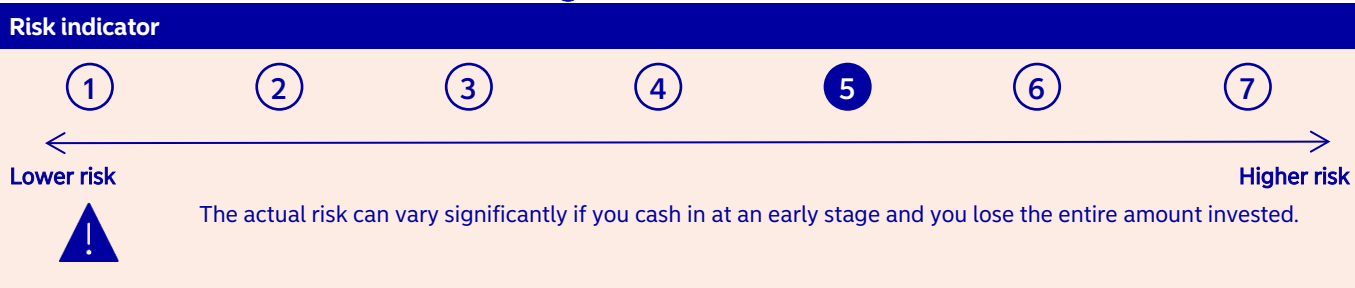 Risk indicator
1 2 3 4 5 6 7
Lower risk Higher risk
!
The actual risk can vary significantly if you cash in at an early stage and you lose the entire amount invested.